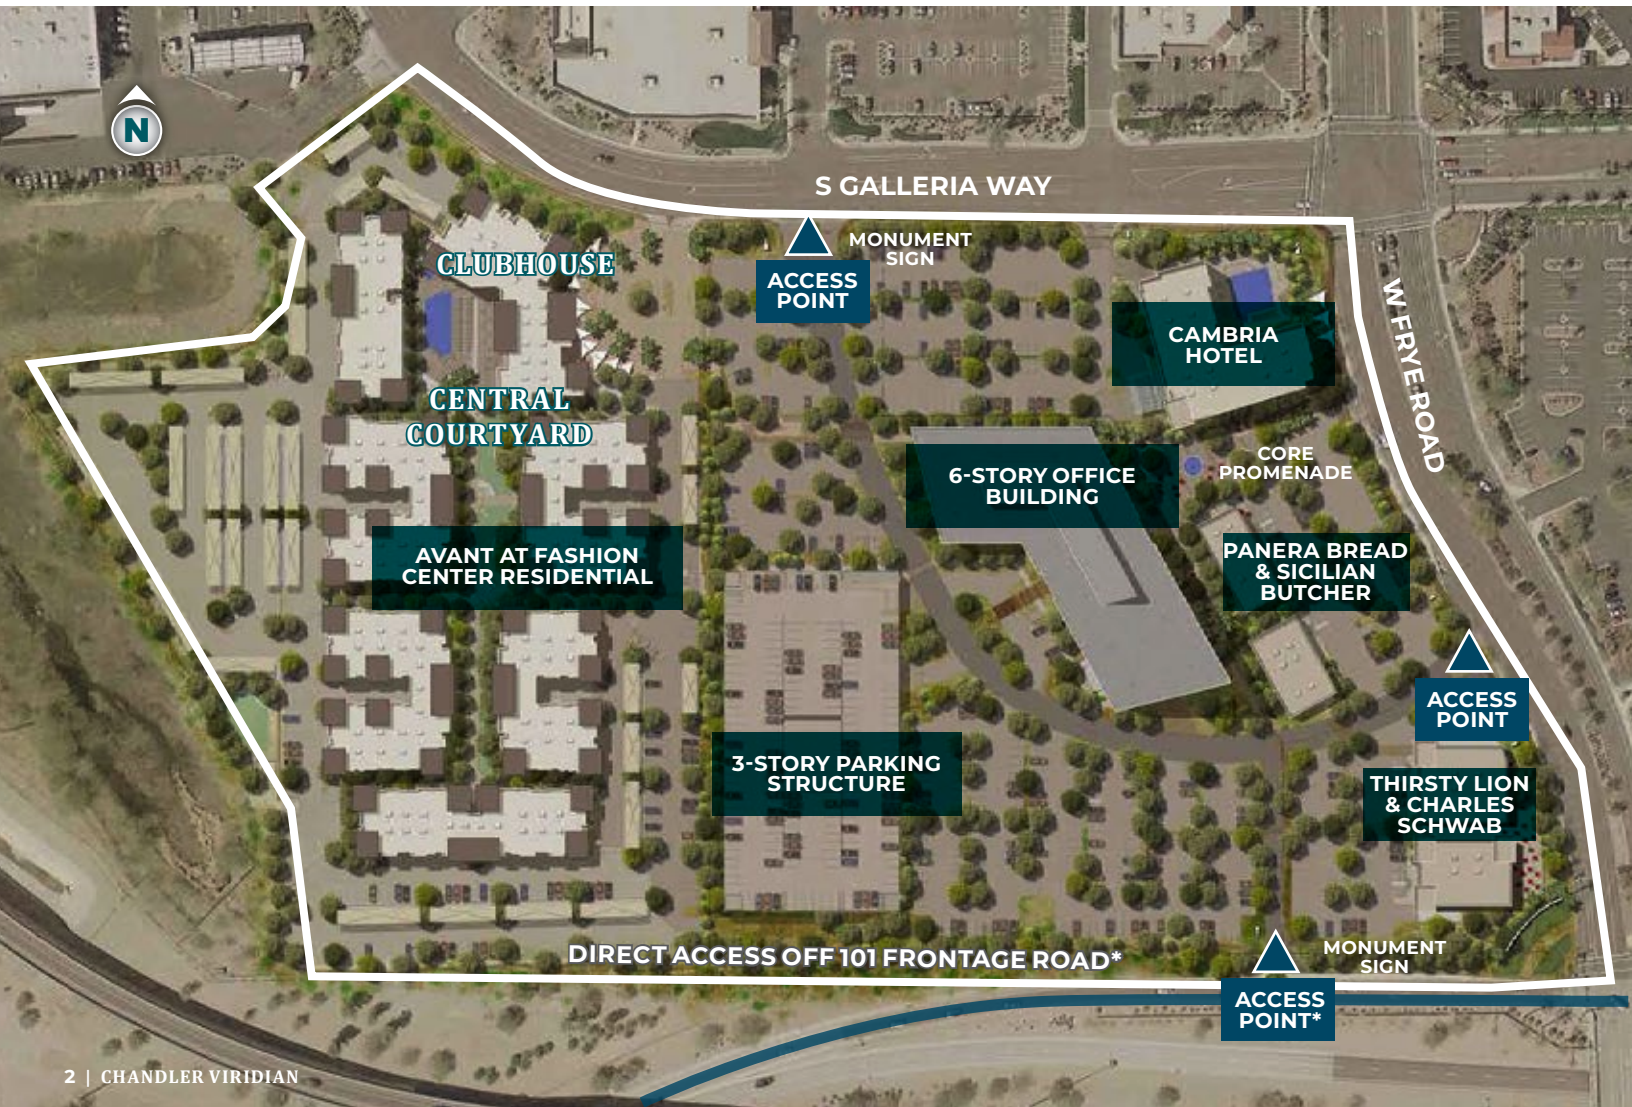 N
S GALLERIA WAY
MONUMENT
SIGN
ACCESS
POINT
CLUBHOUSE
W FRYE ROAD
CAMBRIA
HOTEL
CENTRAL
COURTYARD
CORE
PROMENADE
6-STORY OFFICE
BUILDING
AVANT AT FASHION
CENTER RESIDENTIAL
PANERA BREAD
& SICILIAN
BUTCHER
ACCESS
POINT
3-STORY PARKING
STRUCTURE
THIRSTY LION
& CHARLES
SCHWAB
DIRECT ACCESS OFF 101 FRONTAGE ROAD*
MONUMENT
SIGN
ACCESS
POINT*
2 | CHANDLER VIRIDIAN